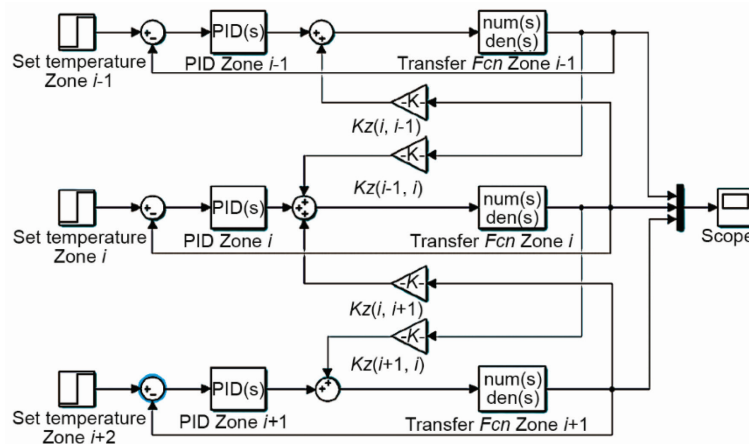 PID(s)
num(s)
den(s)
Set temperature
Zone i-1
PID Zone i-1
Transfer Fcn Zone i-1
-K-
Kz(i, i-1)
-K-
Kz(i-1, i)
PID(s)
num(s)
den(s)
Set temperature
Zone i
PID Zone i
Transfer Fcn Zone i
Scope
-K-
Kz(i, i+1)
-K-
Kz(i+1, i)
PID(s)
num(s)
den(s)
Set temperature
Zone i+2
PID Zone i+1
Transfer Fcn Zone i+1